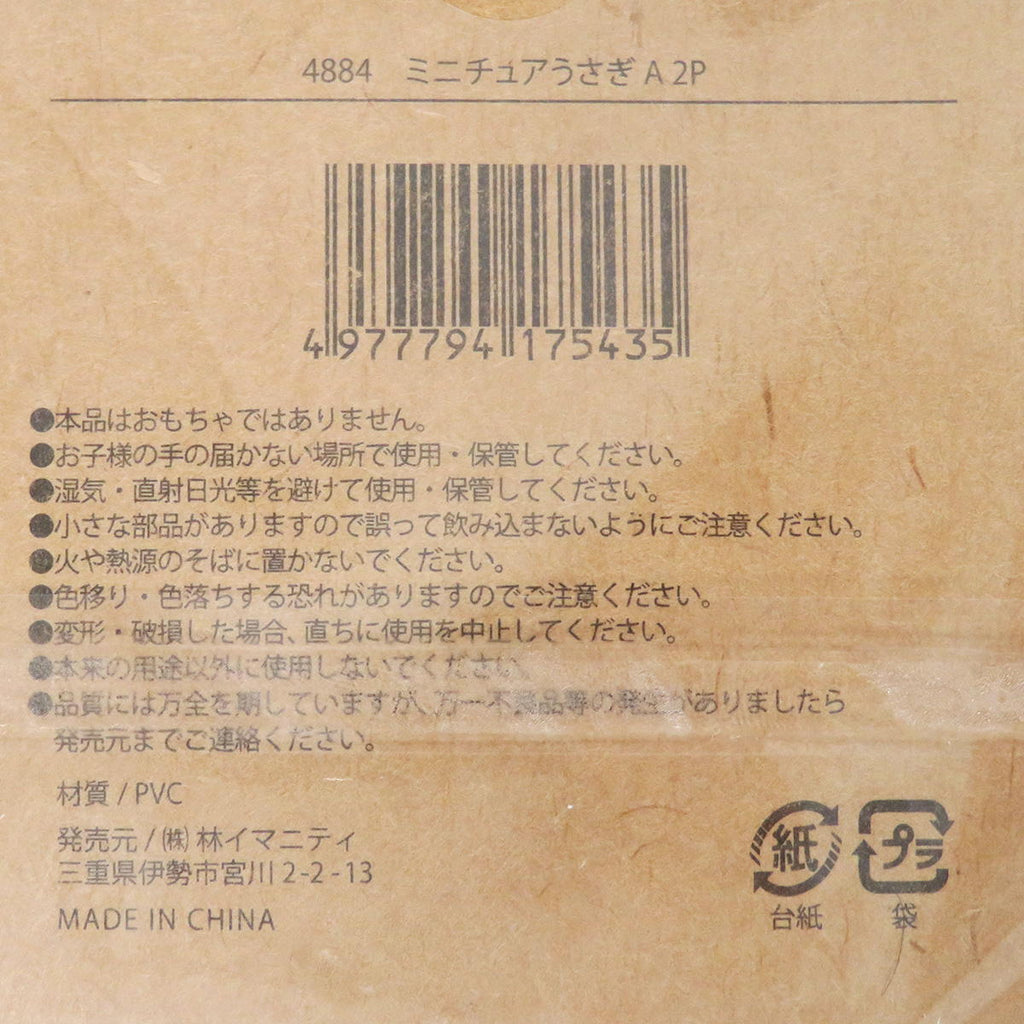 4884 ミニチュアうさぎ A 2P
4 977794 175435
●本品はおもちゃではありません。
●お子様の手の届かない場所で使用・保管してください。
●湿気・直射日光等を避けて使用・保管してください。
●小さな部品がありますので誤って飲み込まないようにご注意ください。
●火や熱源のそばに置かないでください。
●色移り・色落ちする恐れがありますのでご注意ください。
●変形・破損した場合、直ちに使用を中止してください。
●本来の用途以外に使用しないでください。
●品質には万全を期していますが、万一不良品等の発生がありましたら
発売元までご連絡ください。
材質 / PVC
発売元 / ㈱ 林イマニティ
三重県伊勢市宮川 2-2-13
MADE IN CHINA
紙 プラ
台紙 袋